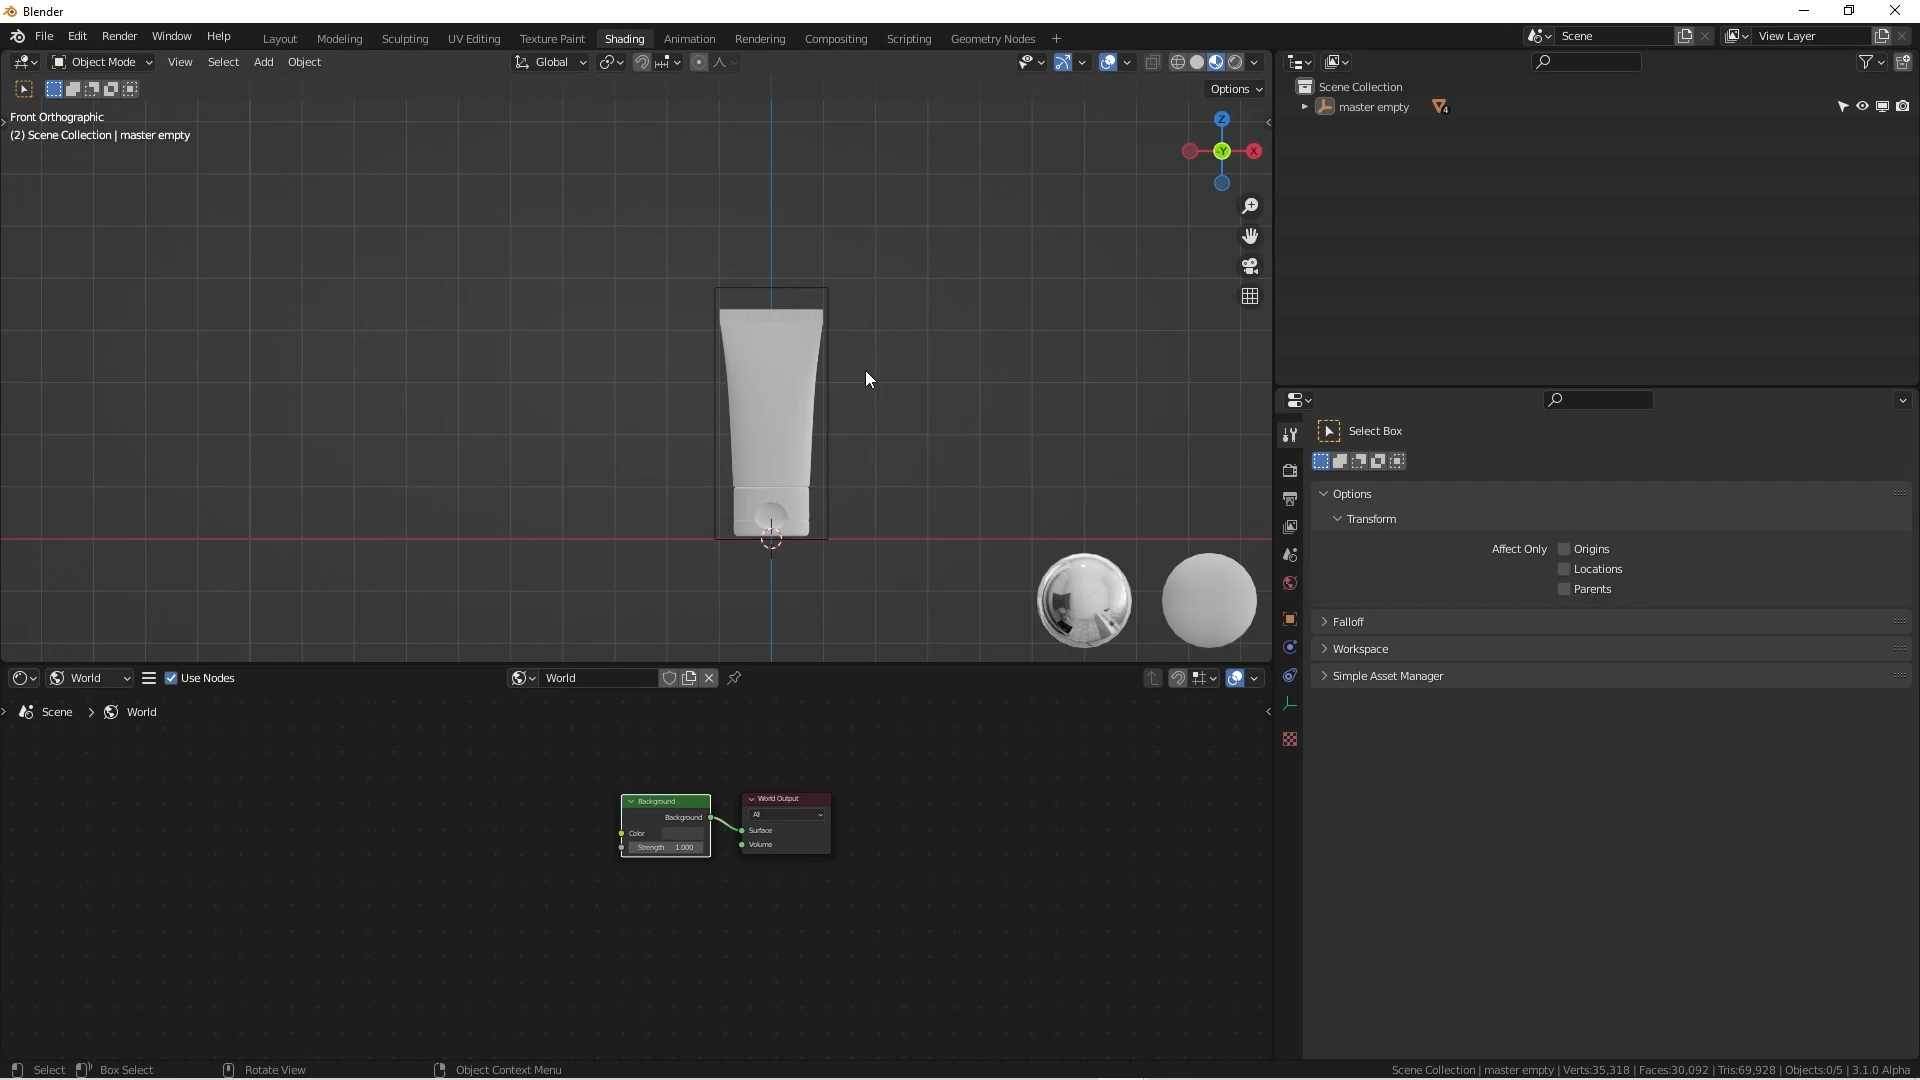 Blender
File Edit Render Window Help Layout Modeling Sculpting UV Editing Texture Paint Shading Animation Rendering Compositing Scripting Geometry Nodes + Scene View Layer
Object Mode View Select Add Object Global
Options
Front Orthographic
(2) Scene Collection | master empty
Z
-Y X
Scene Collection
master empty 4
Select Box
Options
Transform
Affect Only Origins
Locations
Parents
Falloff
Workspace
Simple Asset Manager
World Use Nodes World
Scene > World
Background
Background
Color
Strength 1.000
World Output
All
Surface
Volume
Select Box Select Rotate View Object Context Menu Scene Collection | master empty | Verts:35,318 | Faces:30,092 | Tris:69,928 | Objects:0/5 | 3.1.0 Alpha